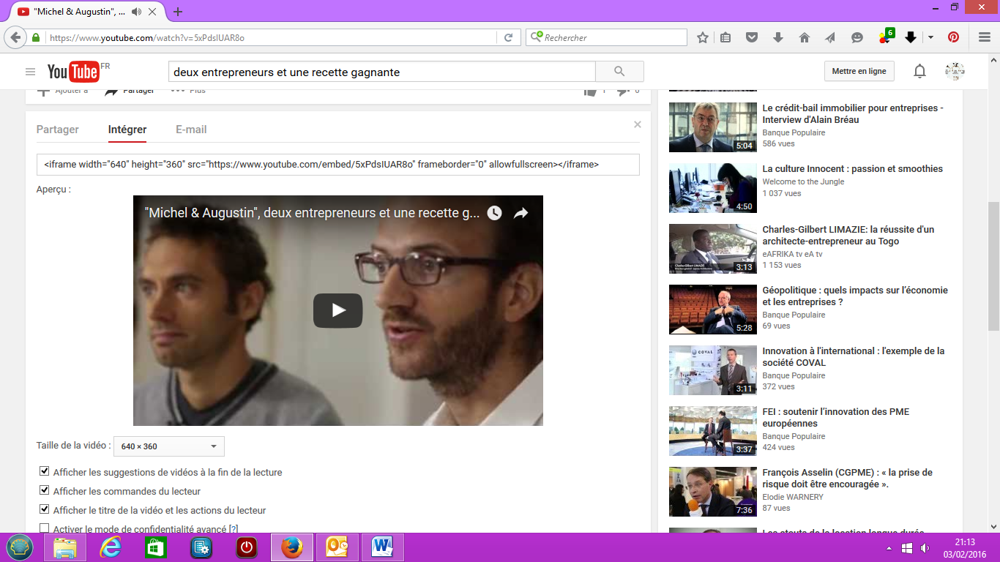 "Michel & Augustin", ...
https://www.youtube.com/watch?v=5xPdsIUAR8o
Rechercher
6
YouTube FR
deux entrepreneurs et une recette gagnante
Mettre en ligne
Ajouter à
Partager
Plus
1
0
Partager
Intégrer
E-mail
<iframe width="640" height="360" src="https://www.youtube.com/embed/5xPdsIUAR8o" frameborder="0" allowfullscreen></iframe>
Aperçu :
"Michel & Augustin", deux entrepreneurs et une recette g...
Taille de la vidéo :
640 × 360
Afficher les suggestions de vidéos à la fin de la lecture
Afficher les commandes du lecteur
Afficher le titre de la vidéo et les actions du lecteur
Activer le mode de confidentialité avancé [?]
5:04
Le crédit-bail immobilier pour entreprises -
Interview d'Alain Bréau
Banque Populaire
586 vues
4:50
La culture Innocent : passion et smoothies
Welcome to the Jungle
1 037 vues
3:13
Charles-Gilbert LIMAZIE: la réussite d'un
architecte-entrepreneur au Togo
eAFRIKA tv eA tv
1 153 vues
5:28
Géopolitique : quels impacts sur l'économie
et les entreprises ?
Banque Populaire
69 vues
COVAL
3:11
Innovation à l'international : l'exemple de la
société COVAL
Banque Populaire
372 vues
3:37
FEI : soutenir l'innovation des PME
européennes
Banque Populaire
424 vues
7:36
François Asselin (CGPME) : « la prise de
risque doit être encouragée ».
Elodie WARNERY
87 vues
Les atouts de la location longue durée
21:13
03/02/2016